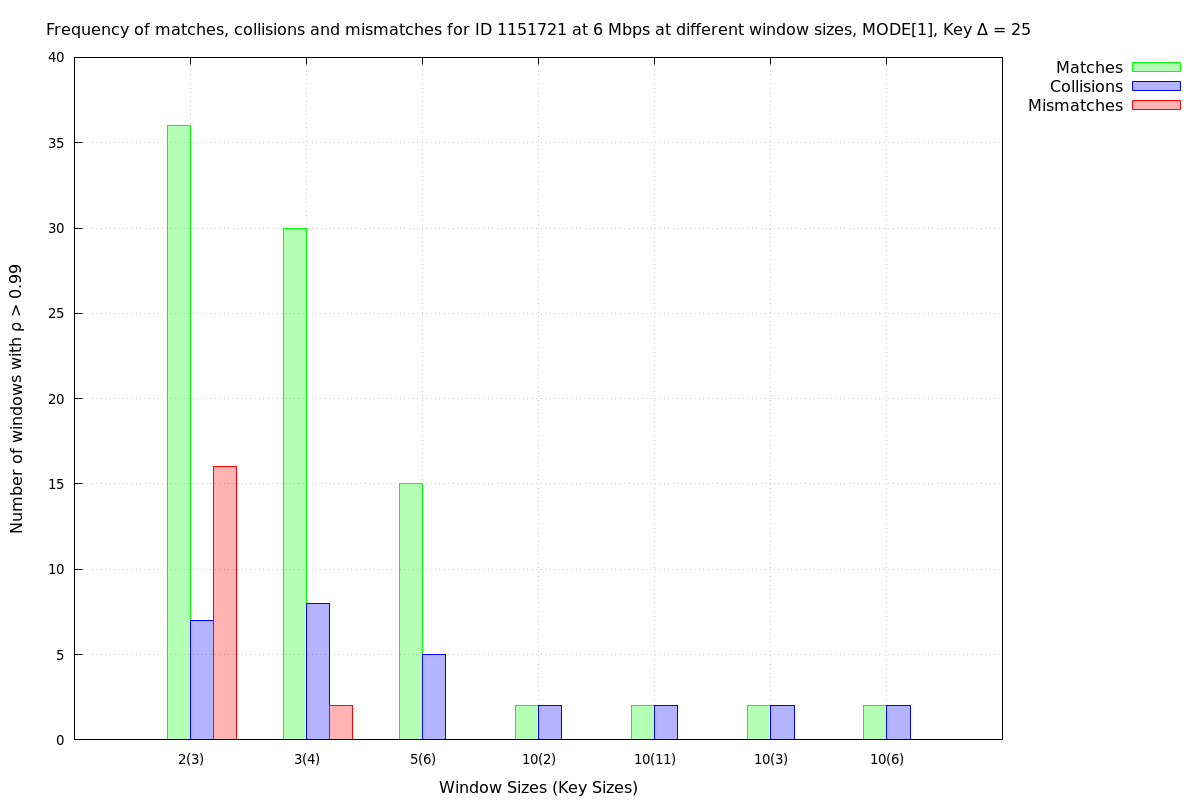 Frequency of matches, collisions and mismatches for ID 1151721 at 6 Mbps at different window sizes, MODE[1], Key Δ = 25
Matches
Collisions
Mismatches
Number of windows with ρ > 0.99
40
35
30
25
20
15
10
5
0
2(3) 3(4) 5(6) 10(2) 10(11) 10(3) 10(6)
Window Sizes (Key Sizes)